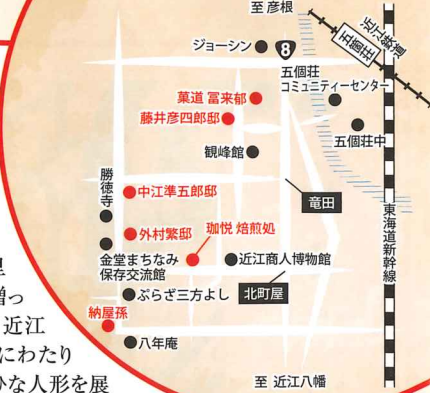 至 彦根
ジョーシン
8
近江鉄道
五箇荘
五個荘
コミュニティーセンター
菓道 冨来郁
藤井彦四郎邸
五個荘中
観峰館
勝徳寺
中江準五郎邸
竜田
外村繁邸
珈悦 焙煎処
東海道新幹線
金堂まちなみ
保存交流館
近江商人博物館
ぷらざ三方よし
北町屋
納屋孫
八年庵
至 近江八幡
増っ
近江
にわたり
ひな人形を展